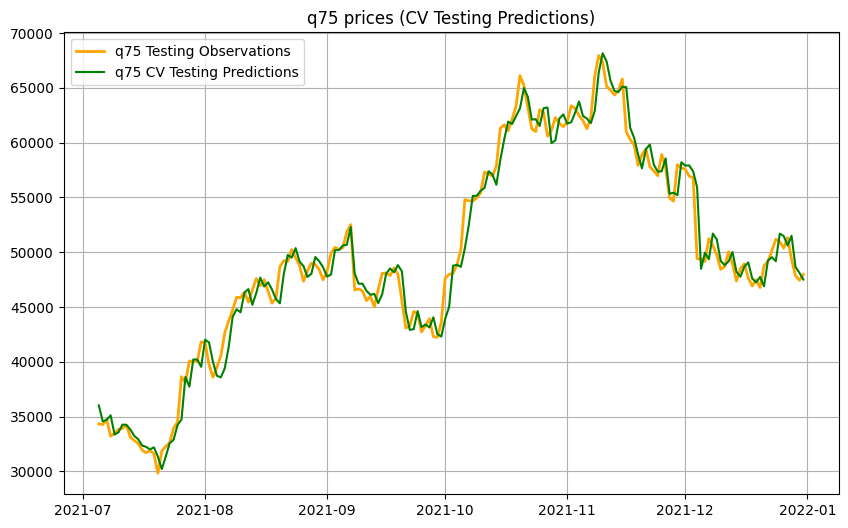 q75 prices (CV Testing Predictions)
q75 Testing Observations
q75 CV Testing Predictions
70000
65000
60000
55000
50000
45000
40000
35000
30000
2021-07 2021-08 2021-09 2021-10 2021-11 2021-12 2022-01